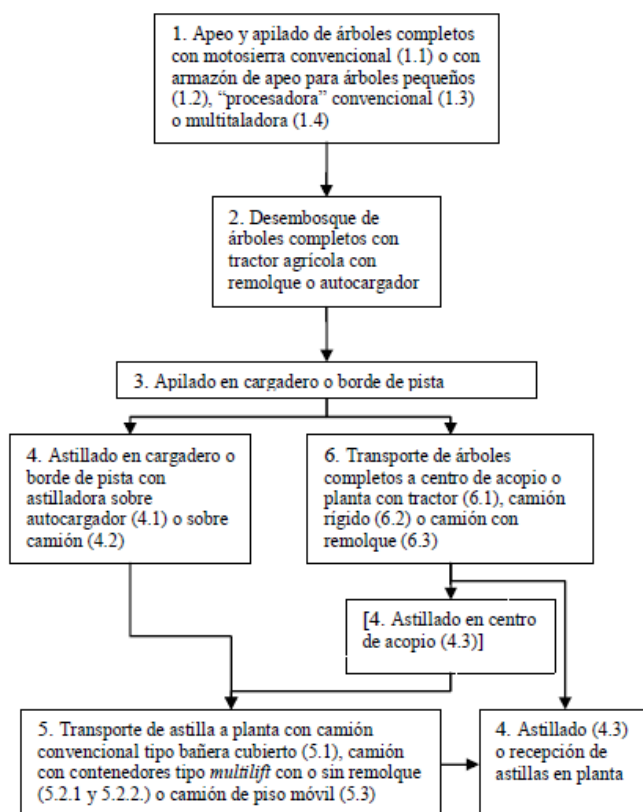 1. Apeo y apilado de árboles completos
con motosierra convencional (1.1) o con
armazón de apeo para árboles pequeños
(1.2), “procesadora” convencional (1.3)
o multitaladora (1.4)
2. Desembosque de
árboles completos con
tractor agrícola con
remolque o autocargador
3. Apilado en cargadero o borde de pista
4. Astillado en cargadero o
borde de pista con
astilladora sobre
autocargador (4.1) o sobre
camión (4.2)
6. Transporte de árboles
completos a centro de acopio o
planta con tractor (6.1), camión
rígido (6.2) o camión con
remolque (6.3)
[4. Astillado en centro
de acopio (4.3)]
5. Transporte de astilla a planta con camión
convencional tipo bañera cubierto (5.1), camión
con contenedores tipo multilift con o sin remolque
(5.2.1 y 5.2.2.) o camión de piso móvil (5.3)
4. Astillado (4.3)
o recepción de
astillas en planta